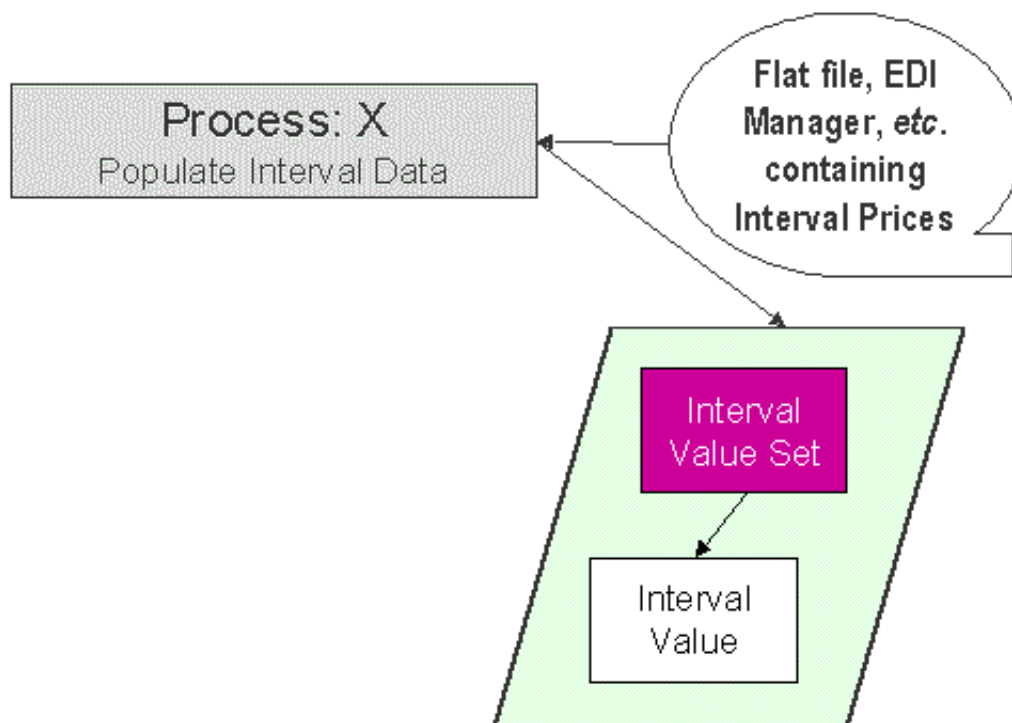 Process: X
Populate Interval Data
Flat file, EDI
Manager, etc.
containing
Interval Prices
Interval
Value Set
Interval
Value